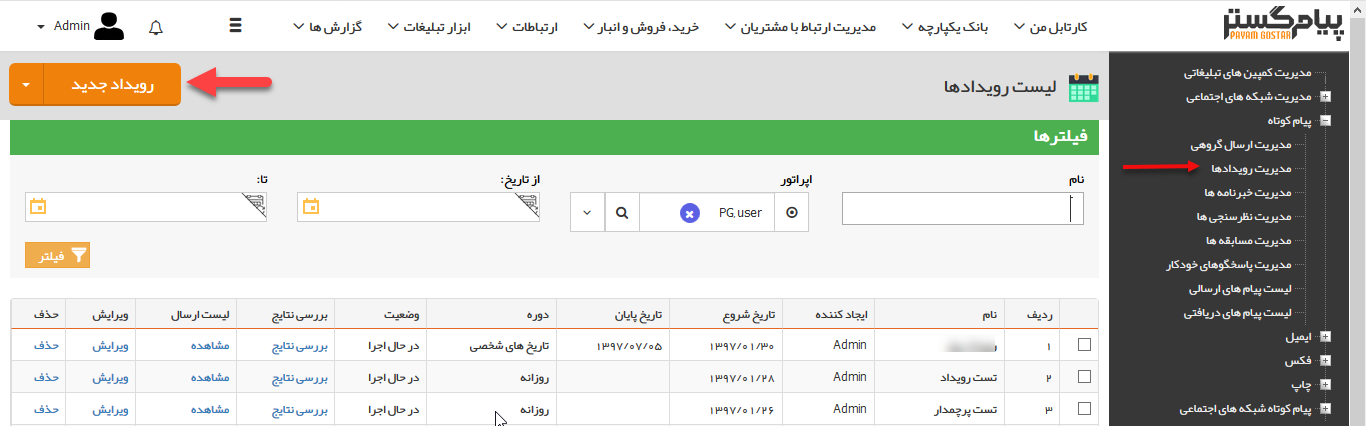 پیام‌گستر
PAYAM GOSTAR
کارتابل من
بانک یکپارچه
مدیریت ارتباط با مشتریان
خرید، فروش و انبار
ارتباطات
ابزار تبلیغات
گزارش ها
Admin
مدیریت کمپین های تبلیغاتی
مدیریت شبکه های اجتماعی
پیام کوتاه
مدیریت ارسال گروهی
مدیریت رویدادها
مدیریت خبرنامه ها
مدیریت نظرسنجی ها
مدیریت مسابقه ها
مدیریت پاسخگوهای خودکار
لیست پیام های ارسالی
لیست پیام های دریافتی
ایمیل
فکس
چاپ
پیام کوتاه شبکه های اجتماعی
لیست رویدادها
رویداد جدید
فیلترها
نام اپراتور از تاریخ: تا:
PG,user
فیلتر
ردیف نام ایجاد کننده تاریخ شروع تاریخ پایان دوره وضعیت بررسی نتایج لیست ارسال ویرایش حذف
۱ Admin ۱۳۹۷/۰۱/۳۰ ۱۳۹۷/۰۷/۰۵ تاریخ های شخصی در حال اجرا بررسی نتایج مشاهده ویرایش حذف
۲ تست رویداد Admin ۱۳۹۷/۰۱/۲۸ روزانه در حال اجرا بررسی نتایج مشاهده ویرایش حذف
۳ تست پرچمدار Admin ۱۳۹۷/۰۱/۲۶ روزانه در حال اجرا بررسی نتایج مشاهده ویرایش حذف